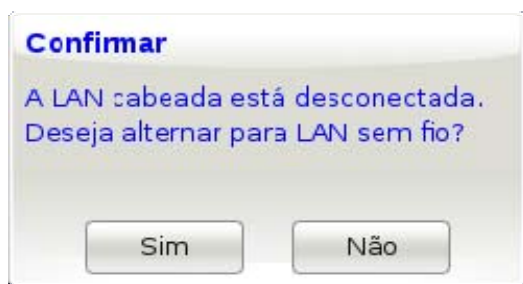 Confirmar
A LAN cabeada está desconectada.
Deseja alternar para LAN sem fio?
Sim
Não